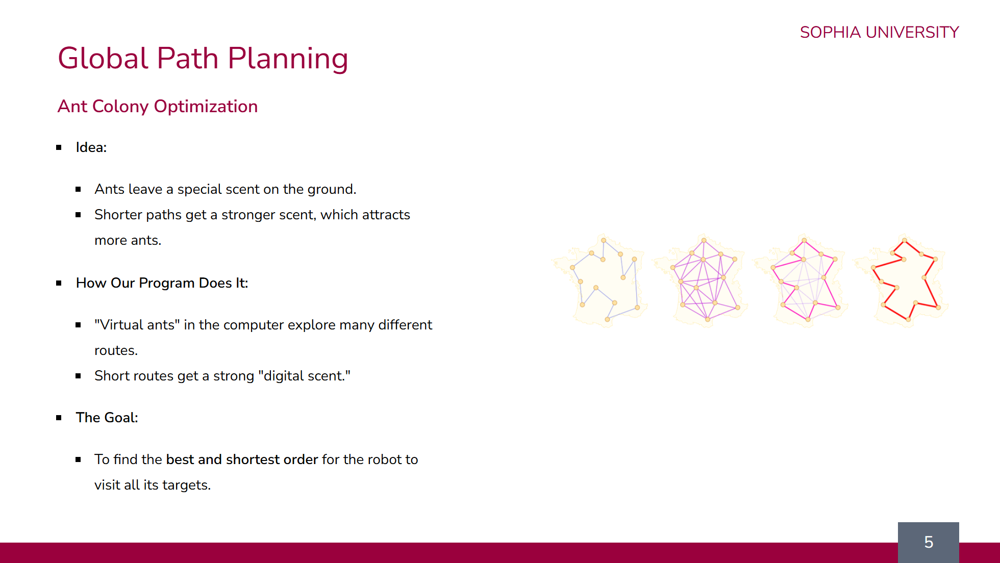 SOPHIA UNIVERSITY
Global Path Planning
Ant Colony Optimization
Idea:
Ants leave a special scent on the ground.
Shorter paths get a stronger scent, which attracts
more ants.
How Our Program Does It:
"Virtual ants" in the computer explore many different
routes.
Short routes get a strong "digital scent."
The Goal:
To find the best and shortest order for the robot to
visit all its targets.
5